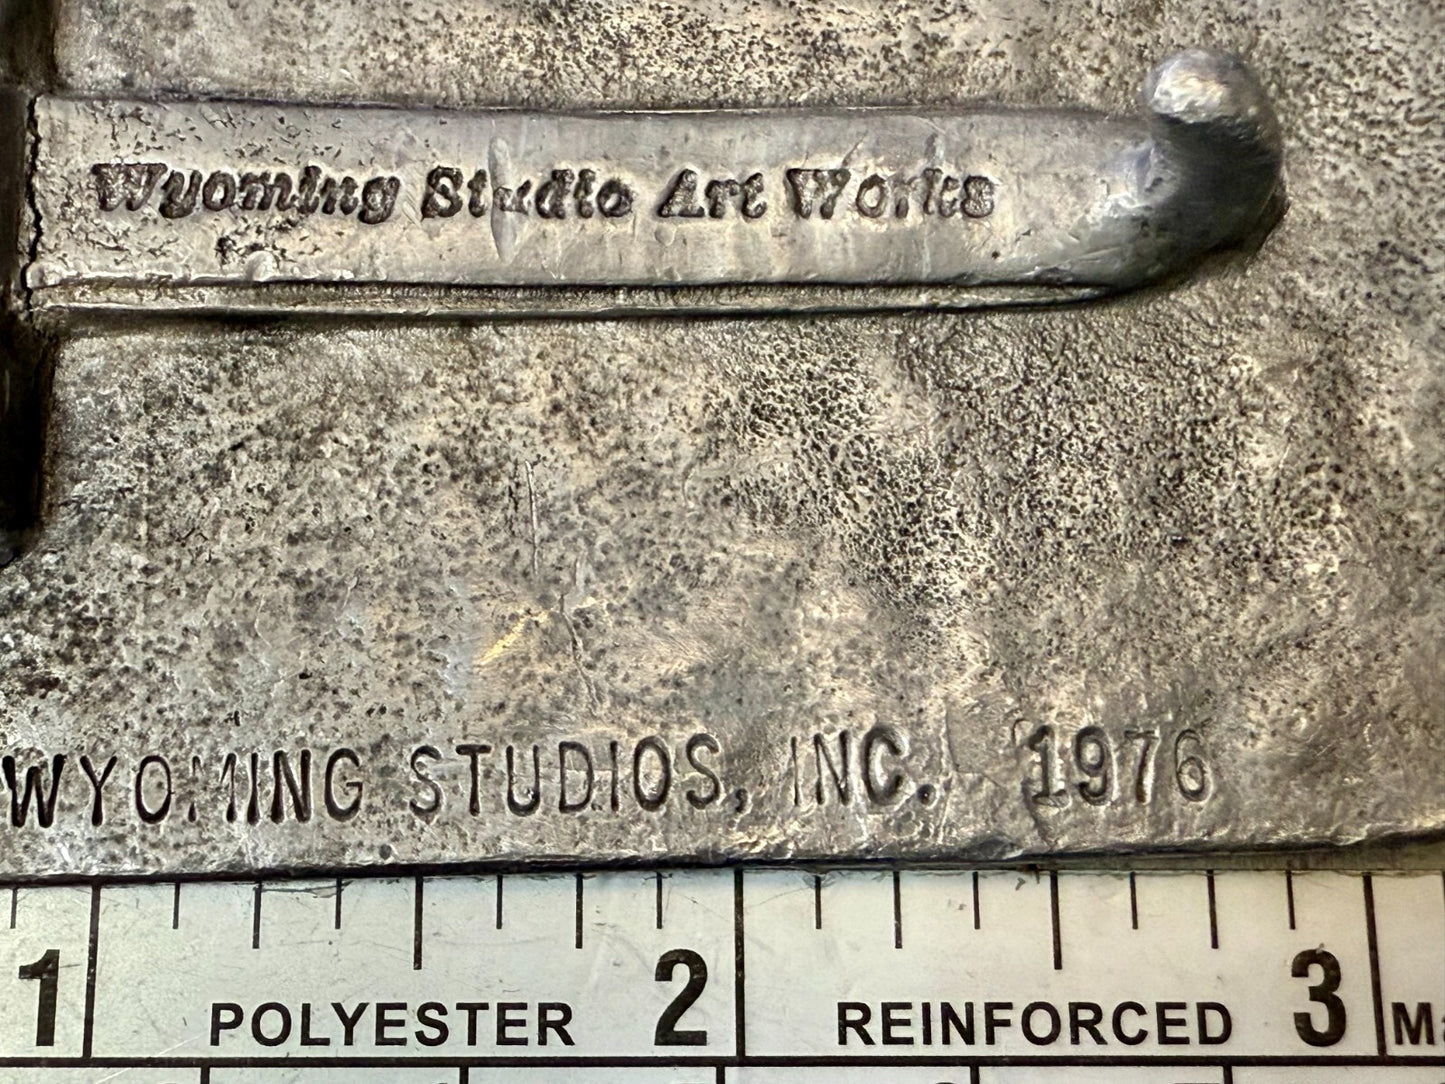 Wyoming Studio Art Works
WYOMING STUDIOS, INC. 1976
1 2 3
POLYESTER REINFORCED